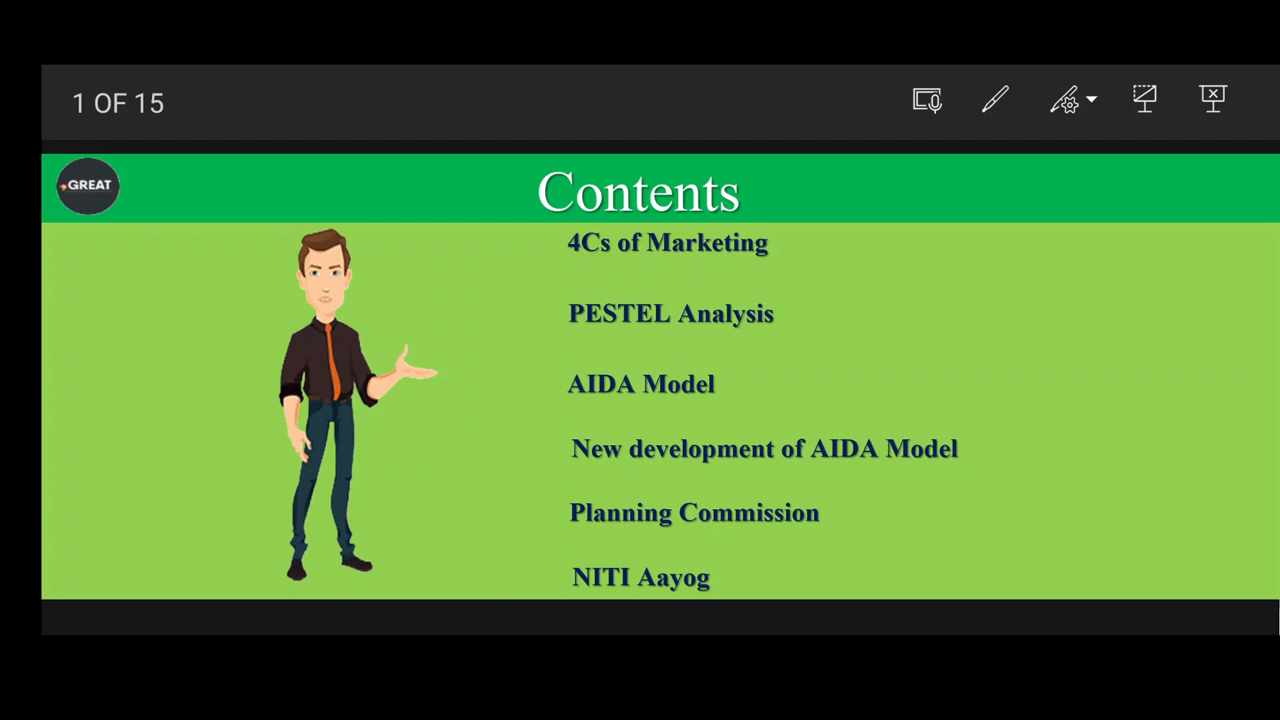 1 OF 15
GREAT
Contents
4Cs of Marketing
PESTEL Analysis
AIDA Model
New development of AIDA Model
Planning Commission
NITI Aayog